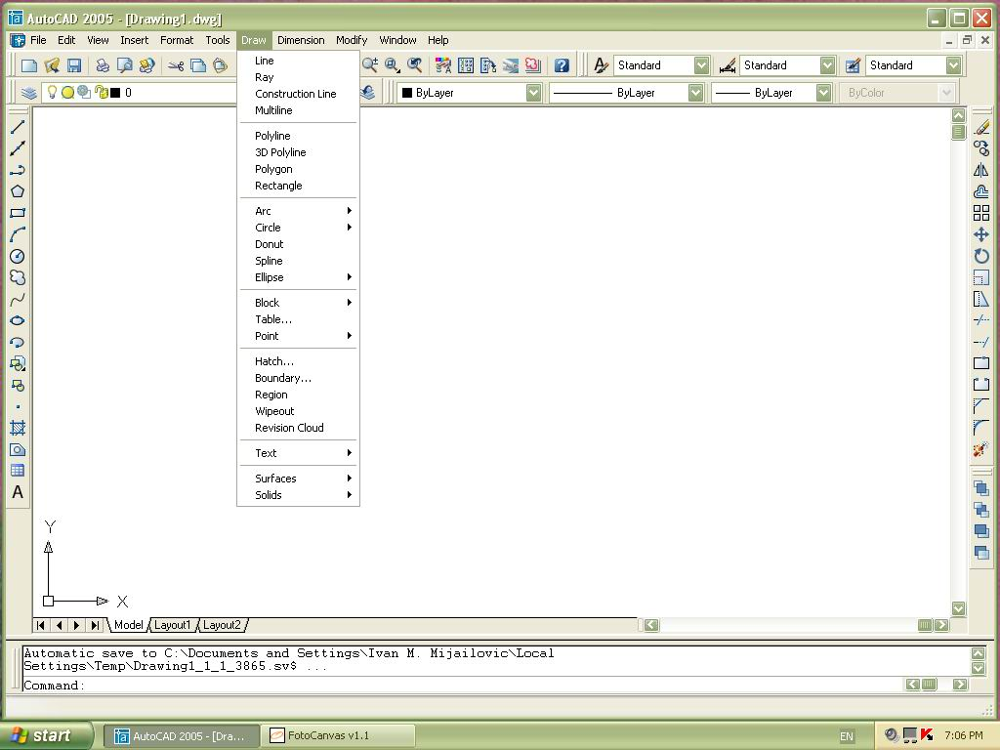 AutoCAD 2005 - [Drawing1.dwg]
File Edit View Insert Format Tools Draw Dimension Modify Window Help
Standard Standard Standard
0 ByLayer ByLayer ByLayer ByColor
Line
Ray
Construction Line
Multiline
Polyline
3D Polyline
Polygon
Rectangle
Arc
Circle
Donut
Spline
Ellipse
Block
Table...
Point
Hatch...
Boundary...
Region
Wipeout
Revision Cloud
Text
Surfaces
Solids
A
Y
X
Model Layout1 Layout2
Automatic save to C:\Documents and Settings\Ivan M. Mijailovic\Local
Settings\Temp\Drawing1_1_1_3865.sv$ ...
Command:
start AutoCAD 2005 - [Dra... FotoCanvas v1.1 EN 7:06 PM